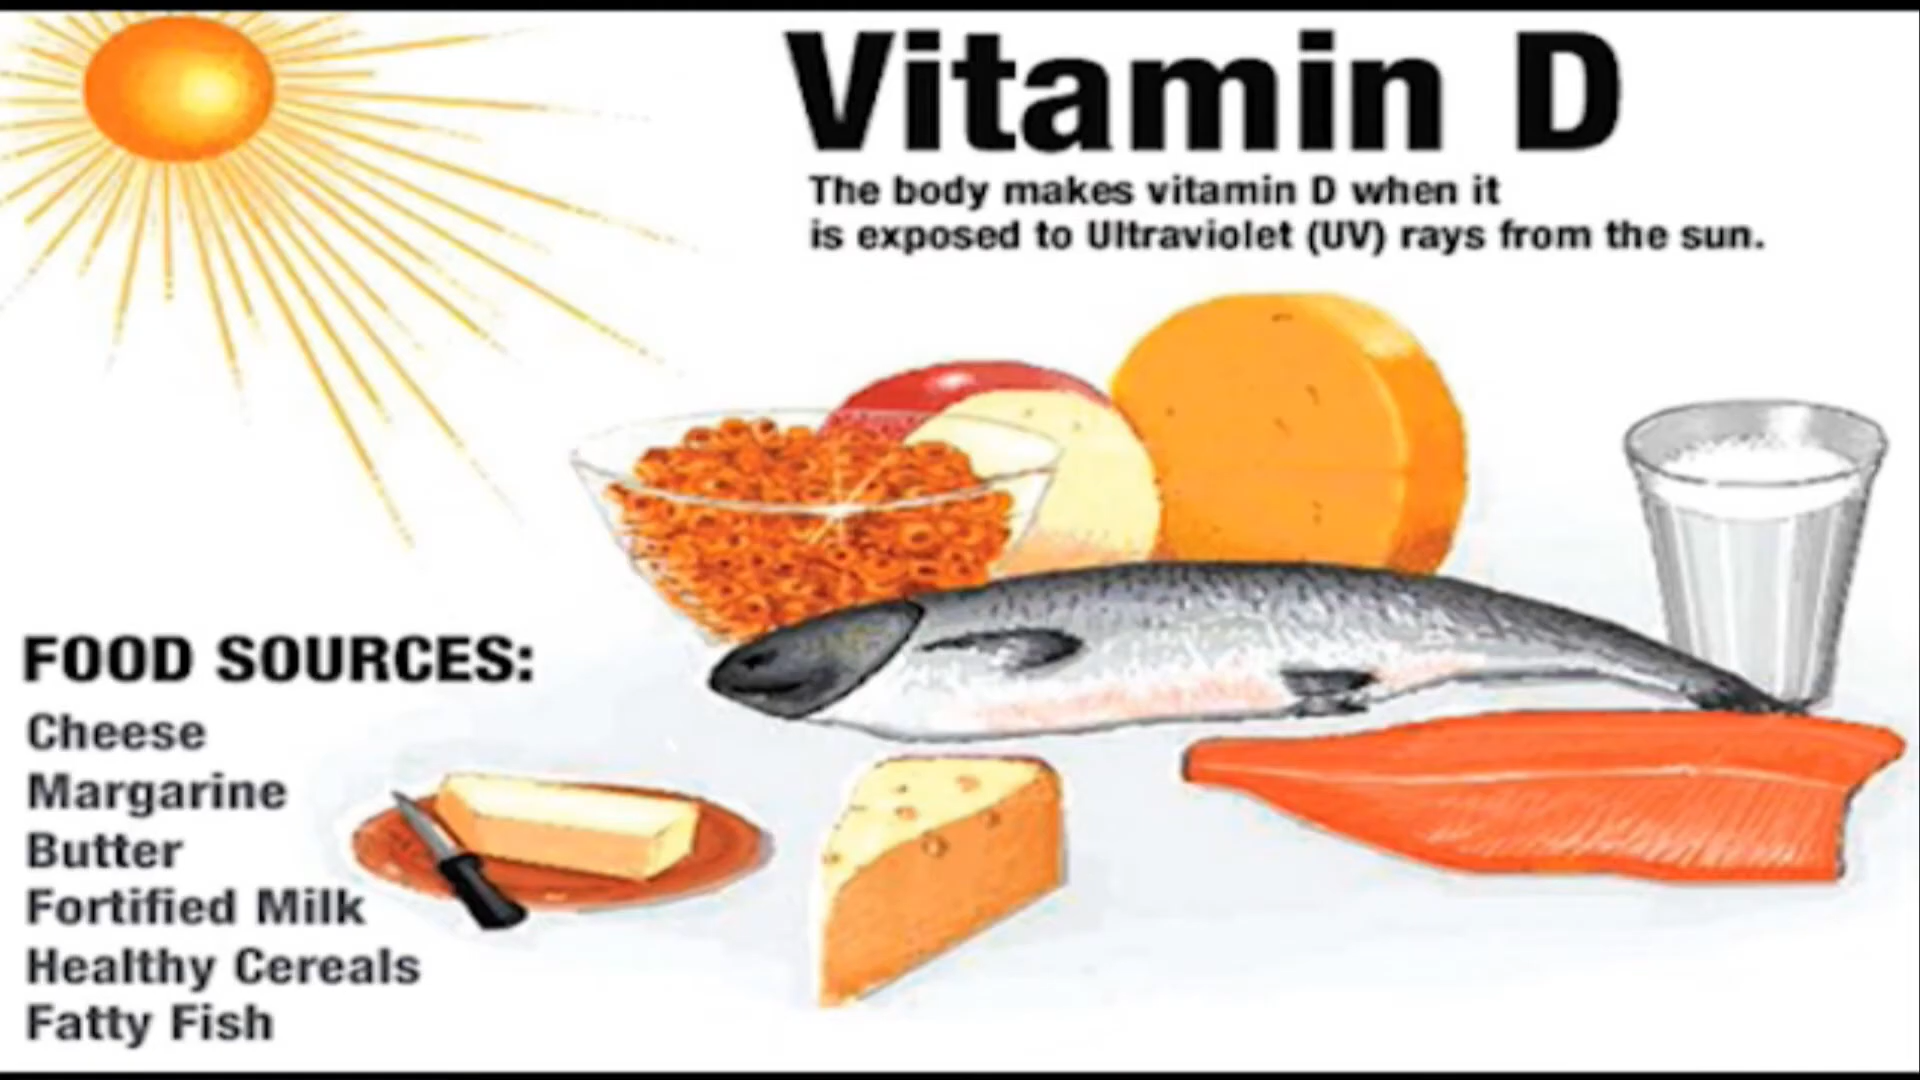 Vitamin D
The body makes vitamin D when it
is exposed to Ultraviolet (UV) rays from the sun.
FOOD SOURCES:
Cheese
Margarine
Butter
Fortified Milk
Healthy Cereals
Fatty Fish